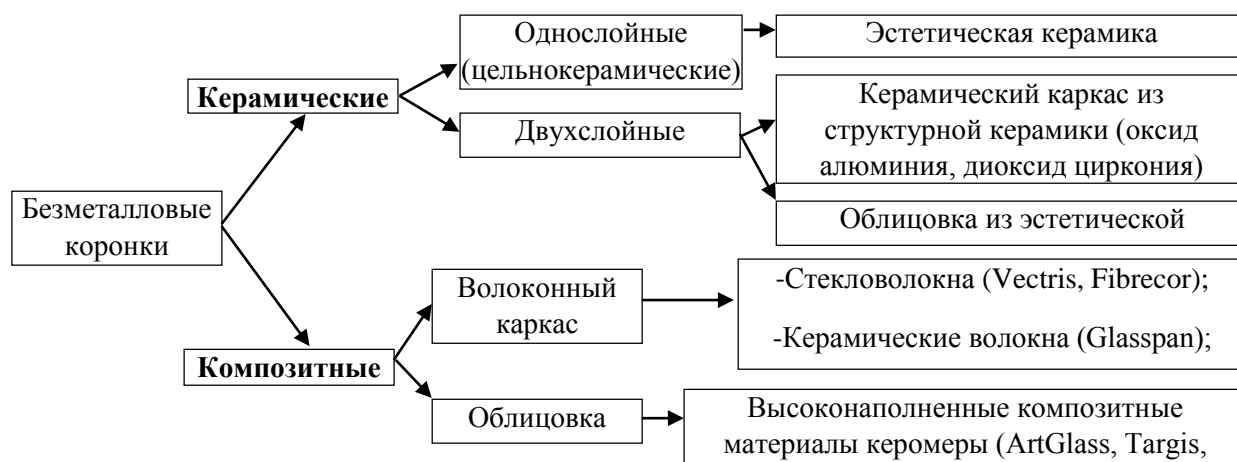 Безметалловые
коронки
Керамические
Однослойные
(цельнокерамические)
Эстетическая керамика
Двухслойные
Керамический каркас из
структурной керамики (оксид
алюминия, диоксид циркония)
Облицовка из эстетической
Композитные
Волоконный
каркас
-Стекловолокна (Vectris, Fibrecor);
-Керамические волокна (Glasspan);
Облицовка
Высоконаполненные композитные
материалы керомеры (ArtGlass, Targis,